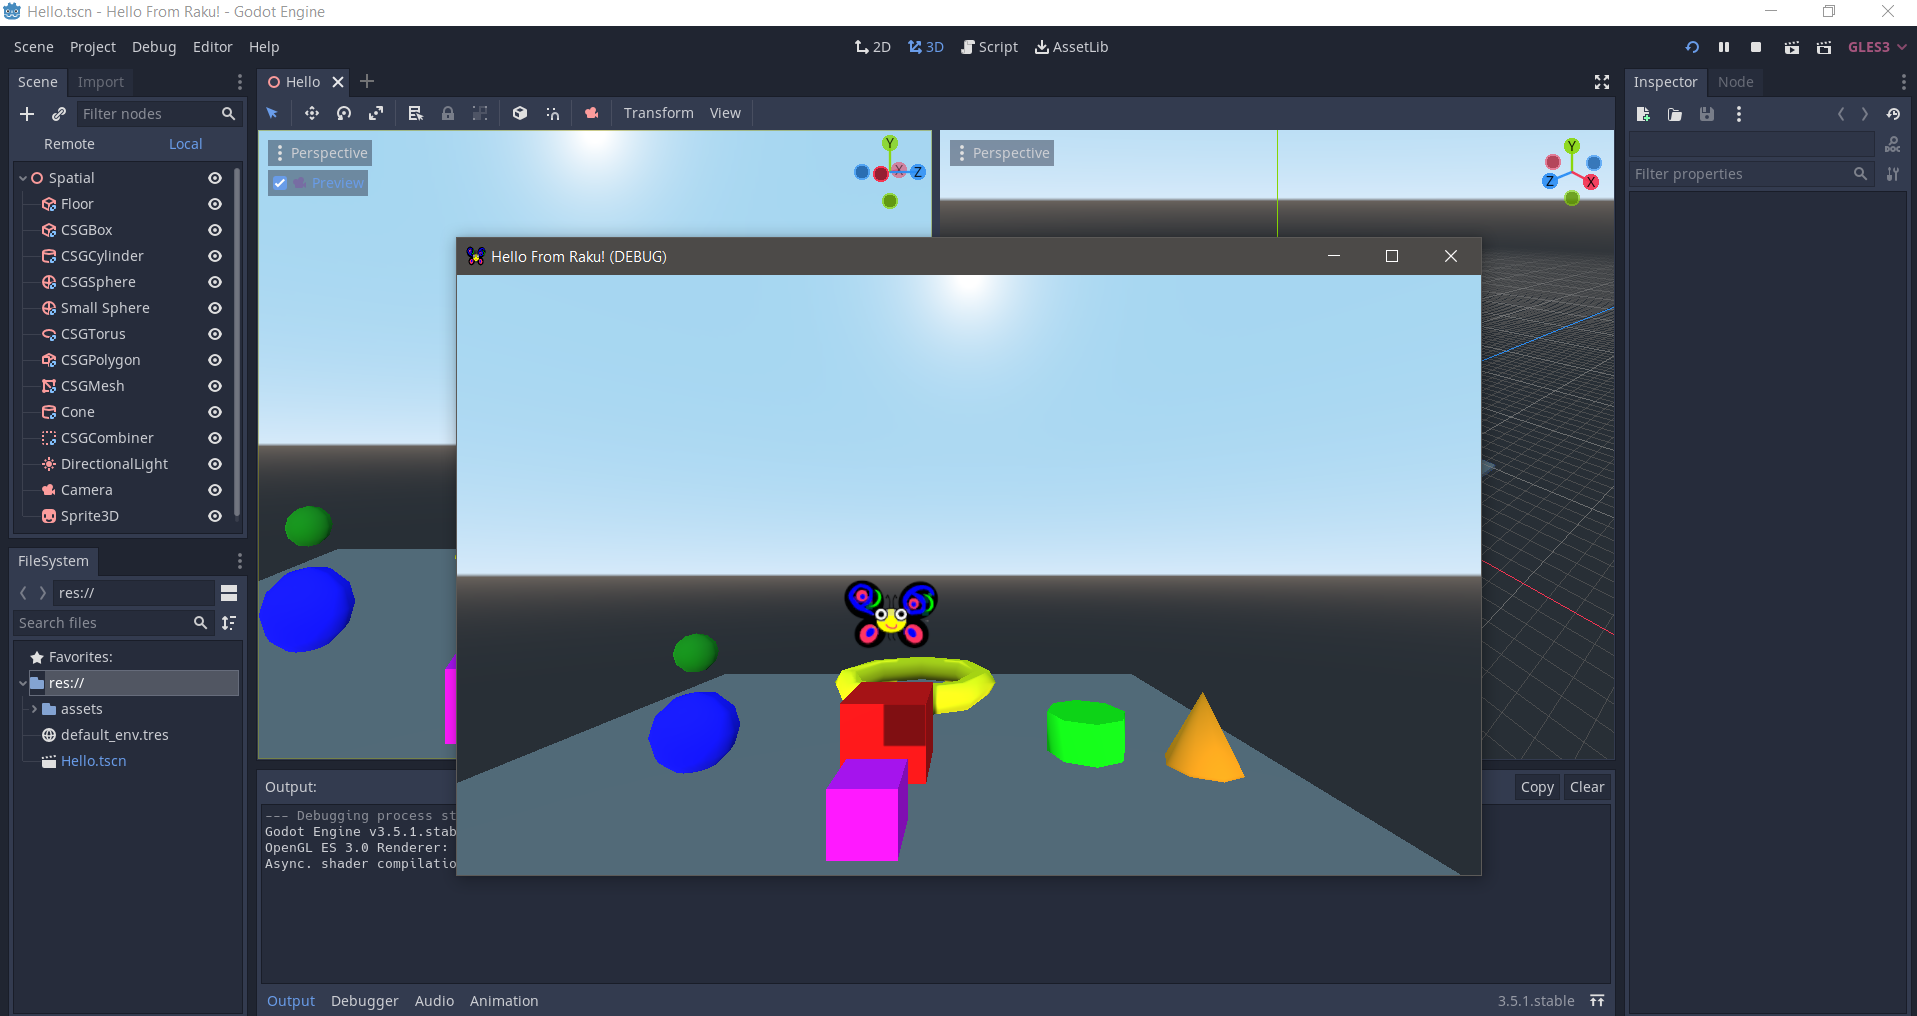 Hello.tscn - Hello From Raku! - Godot Engine
Scene Project Debug Editor Help
2D 3D Script AssetLib
GLES3
Scene Import
Hello
Inspector Node
Filter nodes
Transform View
Remote Local
Perspective
Preview
Y
X
Z
Perspective
Y
Z
X
DOC
Filter properties
Spatial
Floor
CSGBox
CSGCylinder
CSGSphere
Small Sphere
CSGTorus
CSGPolygon
CSGMesh
Cone
CSGCombiner
DirectionalLight
Camera
Sprite3D
Hello From Raku! (DEBUG)
FileSystem
res://
Search files
Favorites:
res://
assets
default_env.tres
Hello.tscn
Output:
Copy Clear
--- Debugging process st
Godot Engine v3.5.1.stab
OpenGL ES 3.0 Renderer:
Async. shader compilatio
Output Debugger Audio Animation
3.5.1.stable